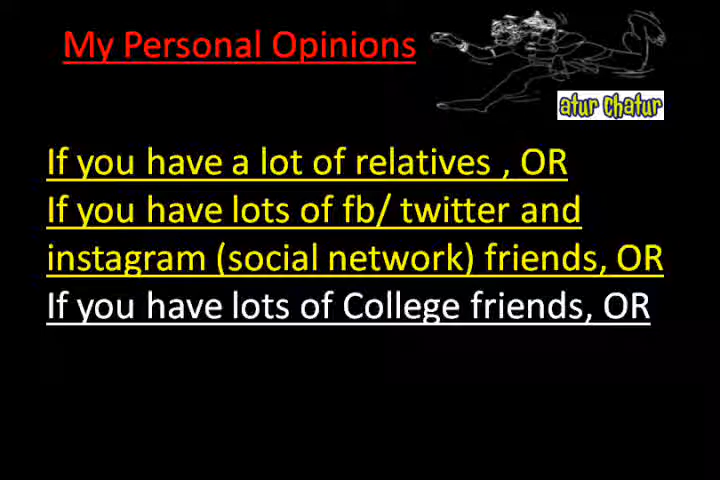 My Personal Opinions
atur chatur
If you have a lot of relatives , OR
If you have lots of fb/ twitter and
instagram (social network) friends, OR
If you have lots of College friends, OR